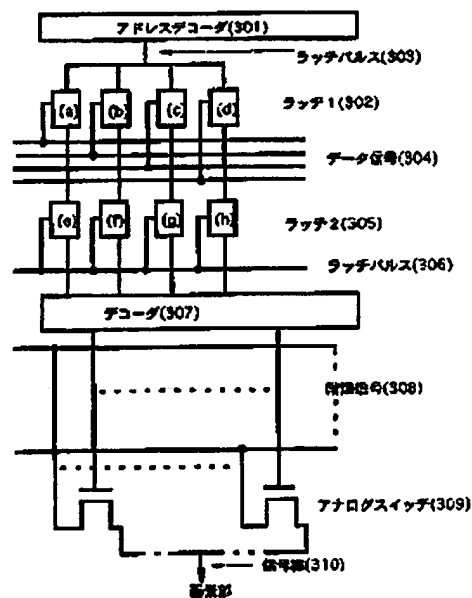 アドレスデコーダ(301)
ラッチパルス(303)
(a)
(b)
(c)
(d)
ラッチ1(302)
データ信号(304)
(e)
(f)
(g)
(h)
ラッチ2(305)
ラッチパルス(306)
デコーダ(307)
階調信号(308)
アナログスイッチ(309)
信号線(310)
画素部